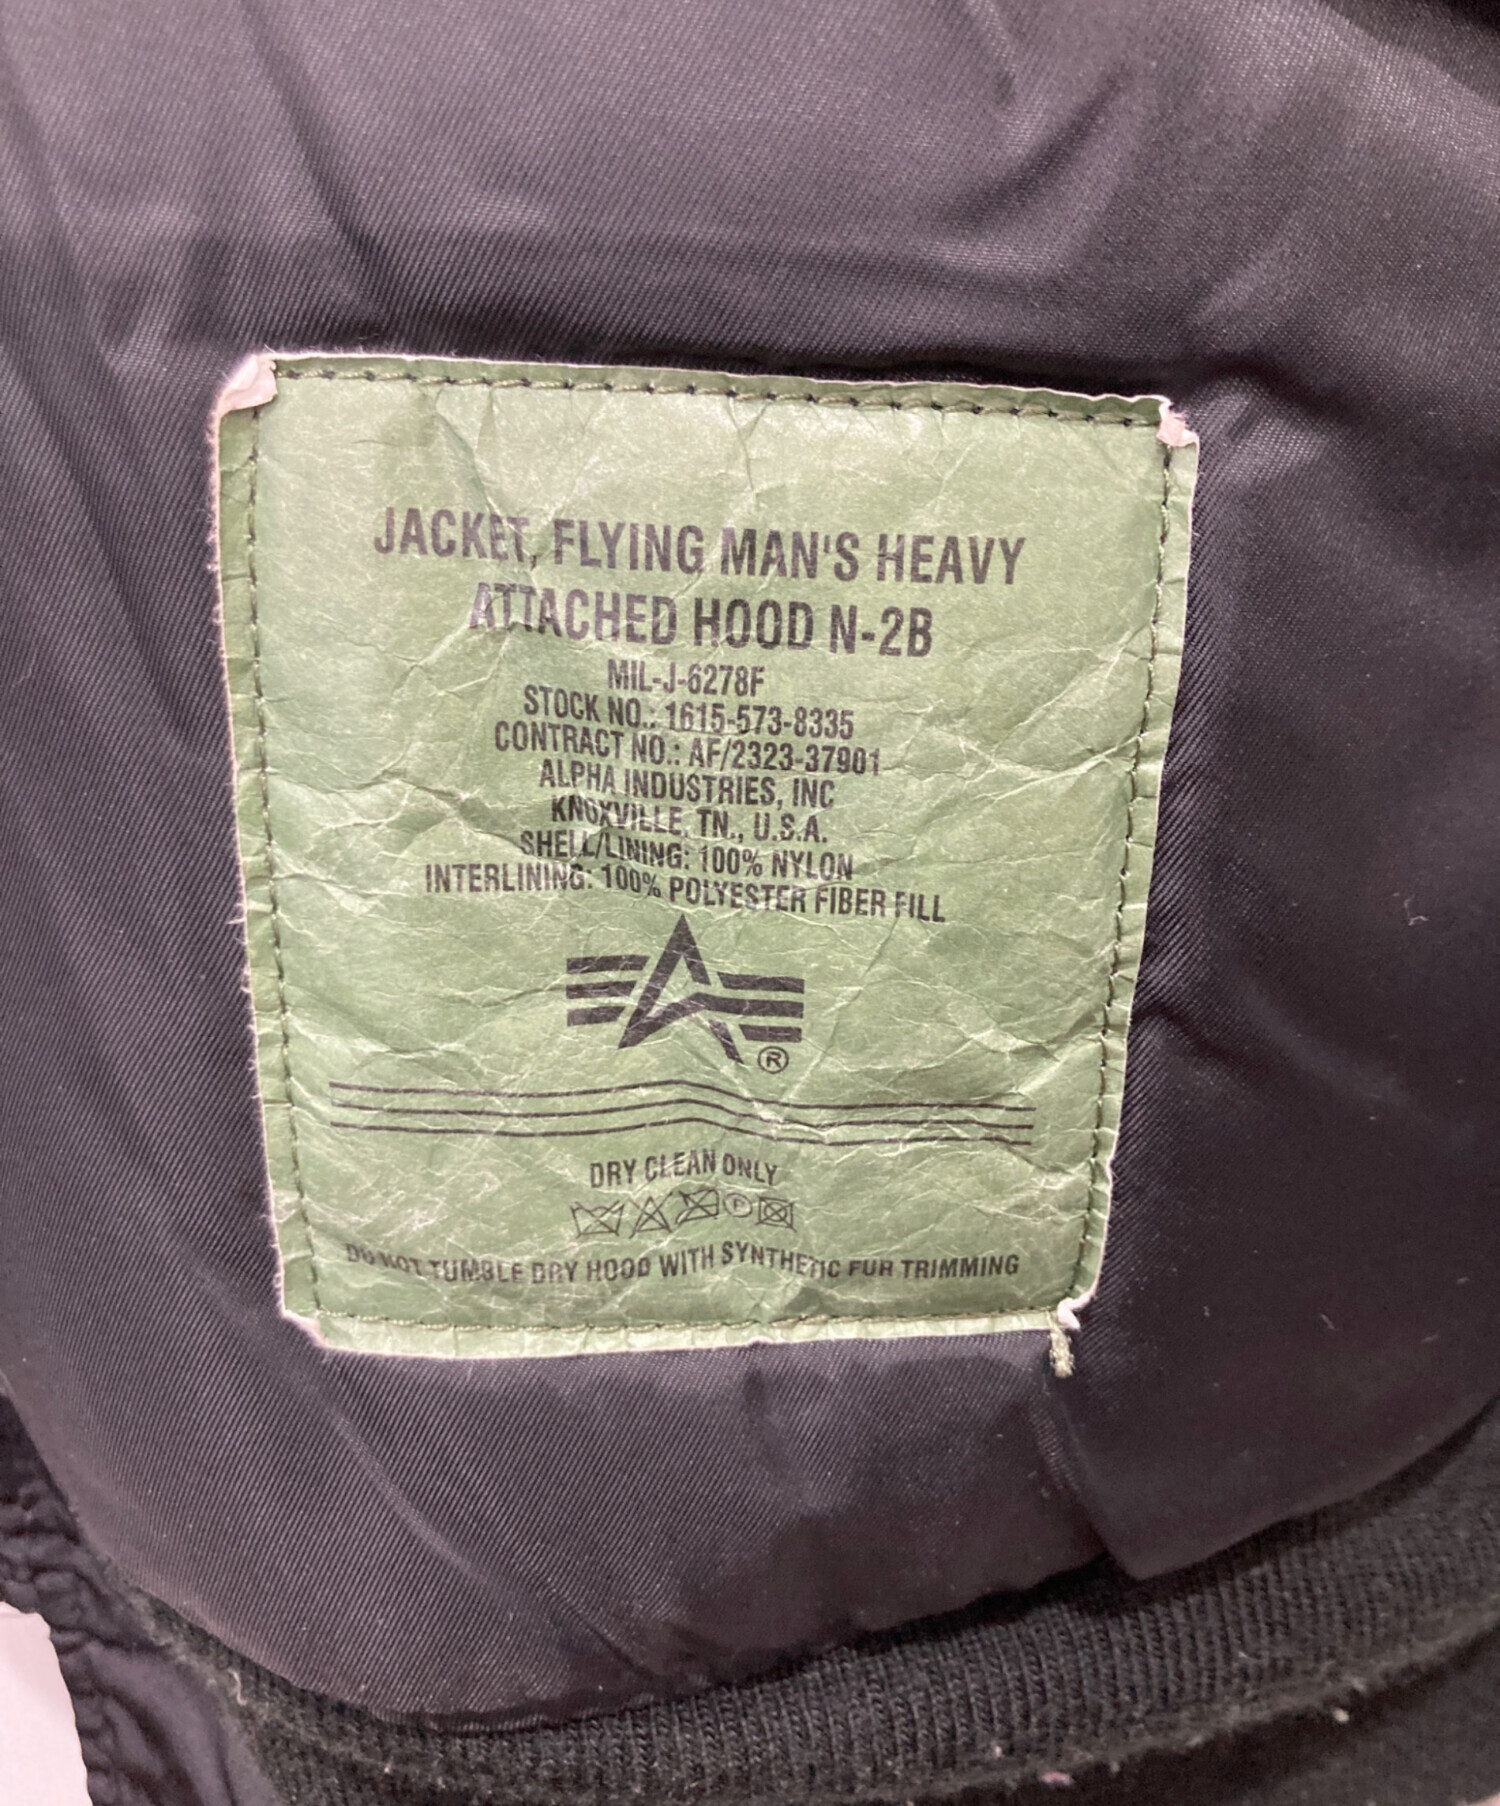 JACKET, FLYING MAN'S HEAVY
ATTACHED HOOD N-2B
MIL-J-6278F
STOCK NO.: 1615-573-8335
CONTRACT NO.: AF/2323-37901
ALPHA INDUSTRIES, INC
KNOXVILLE, TN., U.S.A.
SHELL/LINING: 100% NYLON
INTERLINING: 100% POLYESTER FIBER FILL
®
DRY CLEAN ONLY
P
DO NOT TUMBLE DRY HOOD WITH SYNTHETIC FUR TRIMMING